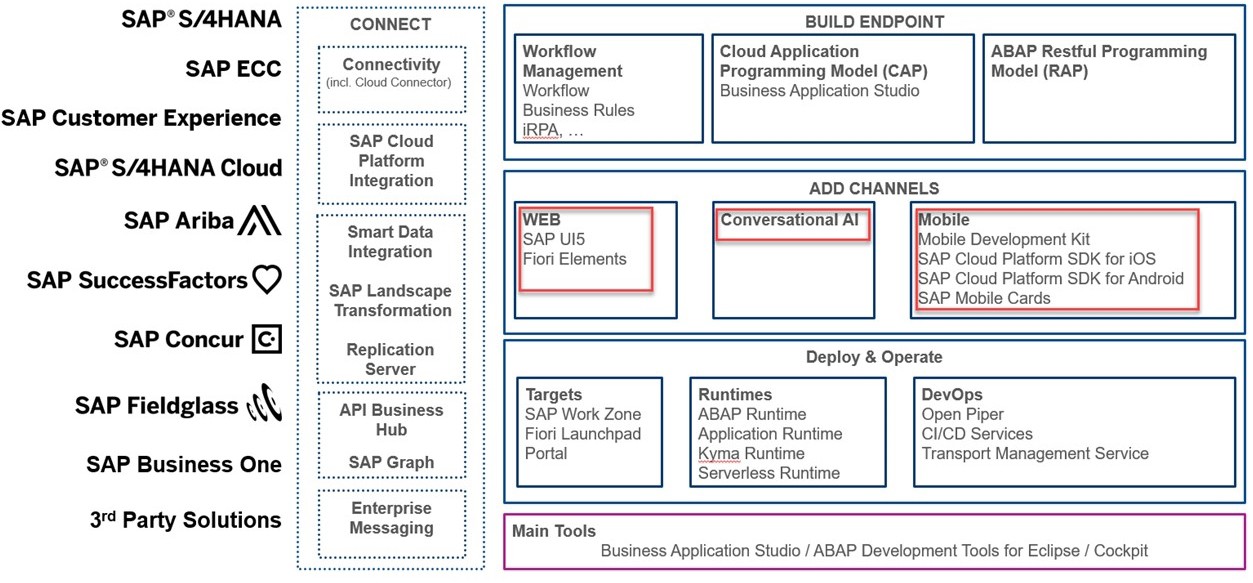 SAP® S/4HANA
SAP ECC
SAP Customer Experience
SAP® S/4HANA Cloud
SAP Ariba
SAP SuccessFactors
SAP Concur
C
SAP Fieldglass
SAP Business One
3rd Party Solutions
CONNECT
Connectivity
(incl. Cloud Connector)
SAP Cloud
Platform
Integration
Smart Data
Integration
SAP Landscape
Transformation
Replication
Server
API Business
Hub
SAP Graph
Enterprise
Messaging
BUILD ENDPOINT
Workflow
Management
Workflow
Business Rules
iRPA, …
Cloud Application
Programming Model (CAP)
Business Application Studio
ABAP Restful Programming
Model (RAP)
ADD CHANNELS
WEB
SAP UI5
Fiori Elements
Conversational AI
Mobile
Mobile Development Kit
SAP Cloud Platform SDK for iOS
SAP Cloud Platform SDK for Android
SAP Mobile Cards
Deploy & Operate
Targets
SAP Work Zone
Fiori Launchpad
Portal
Runtimes
ABAP Runtime
Application Runtime
Kyma Runtime
Serverless Runtime
DevOps
Open Piper
CI/CD Services
Transport Management Service
Main Tools
Business Application Studio / ABAP Development Tools for Eclipse / Cockpit